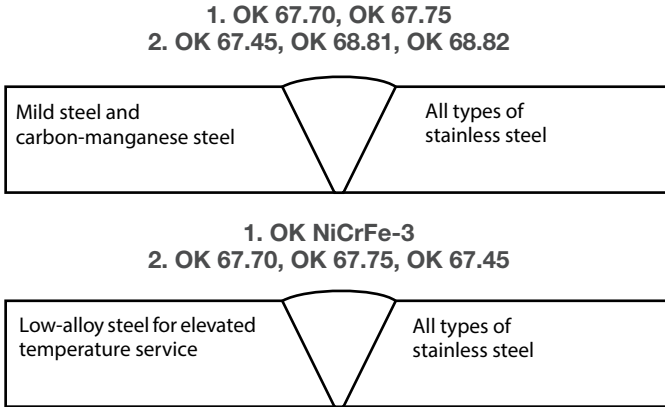 1. OK 67.70, OK 67.75
2. OK 67.45, OK 68.81, OK 68.82
Mild steel and
carbon-manganese steel
All types of
stainless steel
1. OK NiCrFe-3
2. OK 67.70, OK 67.75, OK 67.45
Low-alloy steel for elevated
temperature service
All types of
stainless steel